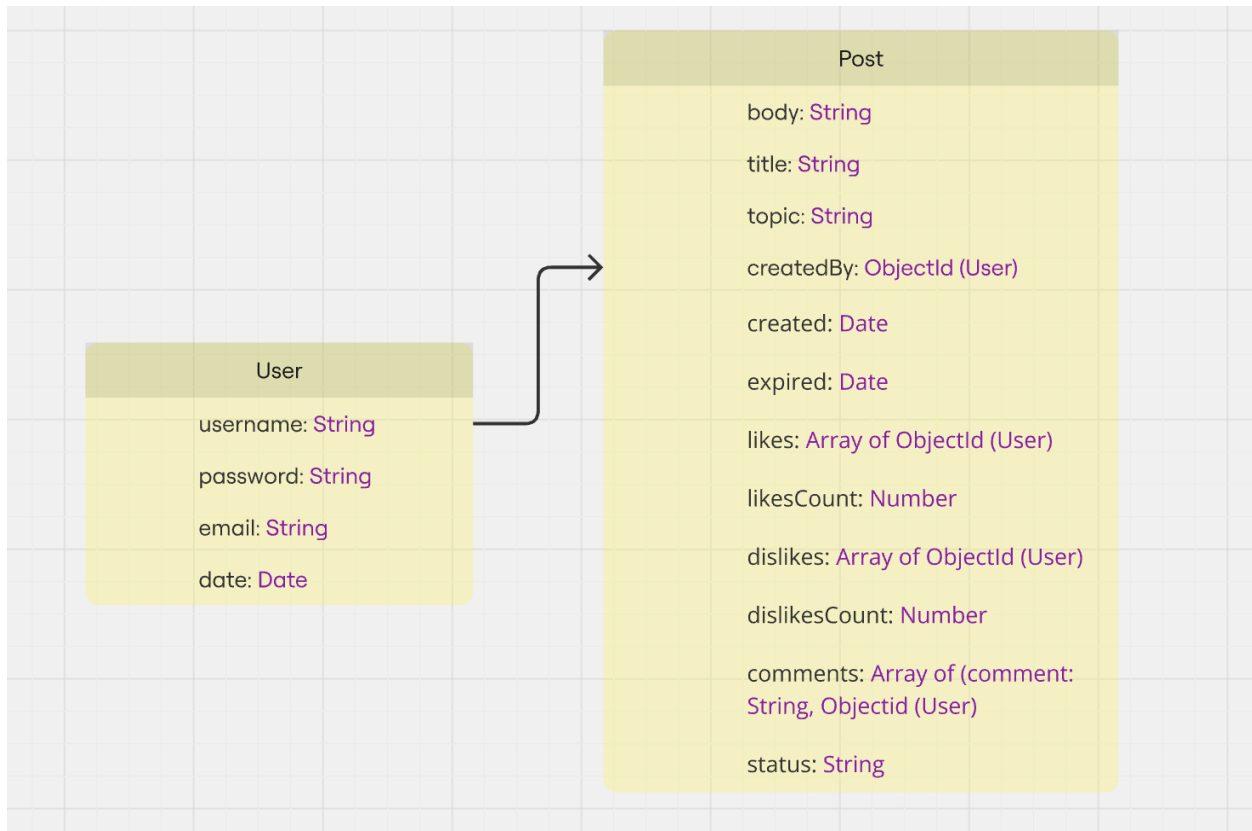 Post
body: String
title: String
topic: String
createdBy: ObjectId (User)
created: Date
expired: Date
likes: Array of ObjectId (User)
likesCount: Number
dislikes: Array of ObjectId (User)
dislikesCount: Number
comments: Array of (comment:
String, Objectid (User)
status: String
User
username: String
password: String
email: String
date: Date